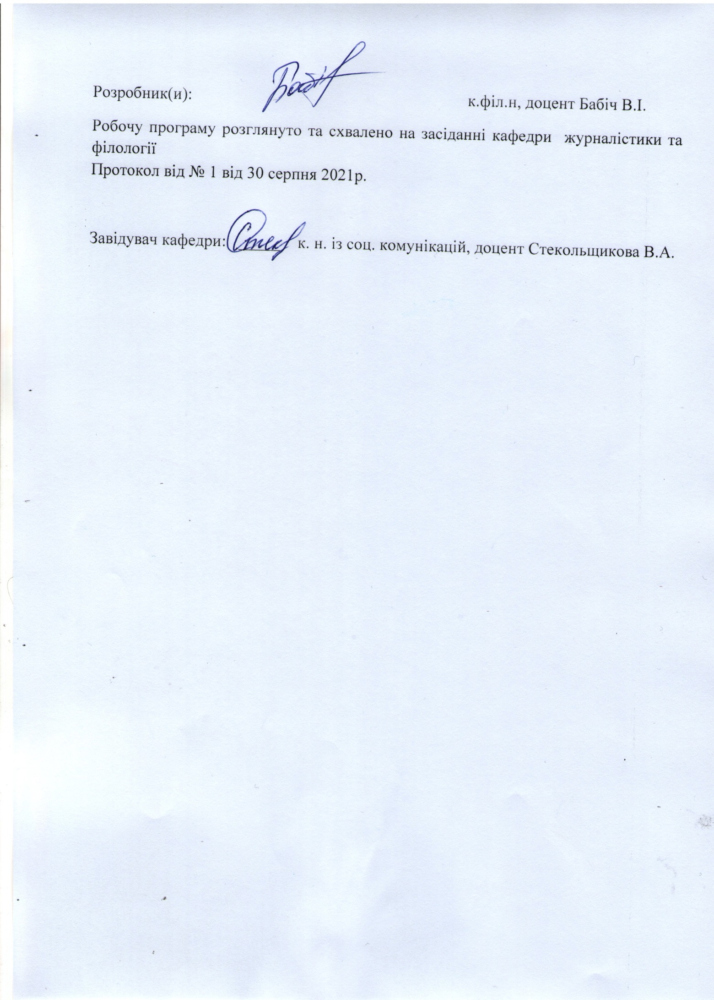 Розробник(и): к.філ.н, доцент Бабіч В.І.
Робочу програму розглянуто та схвалено на засіданні кафедри журналістики та
філології
Протокол від № 1 від 30 серпня 2021р.
Завідувач кафедри: к. н. із соц. комунікацій, доцент Стекольщикова В.А.